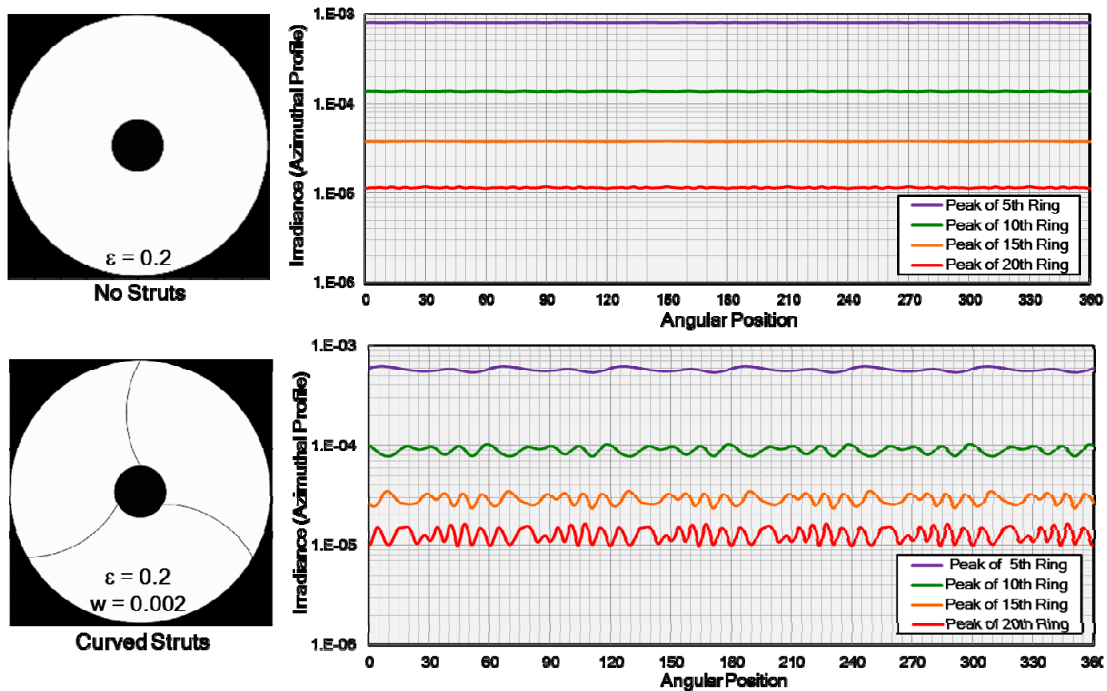 ε = 0.2
No Struts
Irradiance (Azimuthal Profile)
1.E-03
1.E-04
1.E-05
1.E-06
Peak of 5th Ring
Peak of 10th Ring
Peak of 15th Ring
Peak of 20th Ring
0 30 60 90 120 150 180 210 240 270 300 330 360
Angular Position
ε = 0.2
w = 0.002
Curved Struts
Irradiance (Azimuthal Profile)
1.E-03
1.E-04
1.E-05
1.E-06
Peak of 5th Ring
Peak of 10th Ring
Peak of 15th Ring
Peak of 20th Ring
0 30 60 90 120 150 180 210 240 270 300 330 360
Angular Position